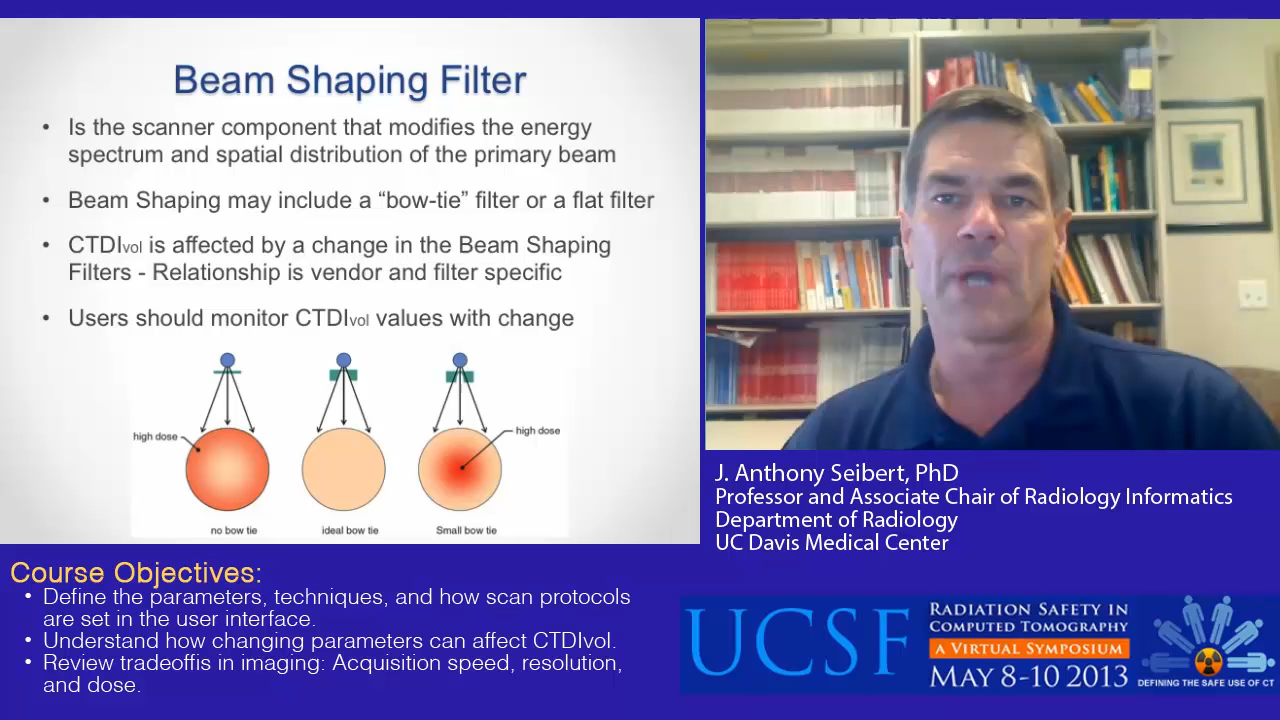 Beam Shaping Filter
• Is the scanner component that modifies the energy
spectrum and spatial distribution of the primary beam
• Beam Shaping may include a “bow-tie” filter or a flat filter
• CTDIvol is affected by a change in the Beam Shaping
Filters - Relationship is vendor and filter specific
• Users should monitor CTDIvol values with change
high dose
high dose
no bow tie
ideal bow tie
Small bow tie
J. Anthony Seibert, PhD
Professor and Associate Chair of Radiology Informatics
Department of Radiology
UC Davis Medical Center
Course Objectives:
• Define the parameters, techniques, and how scan protocols
are set in the user interface.
• Understand how changing parameters can affect CTDIvol.
• Review tradeoffis in imaging: Acquisition speed, resolution,
and dose.
UCSF
RADIATION SAFETY IN
COMPUTED TOMOGRAPHY
A VIRTUAL SYMPOSIUM
MAY 8-10 2013
DEFINING THE SAFE USE OF CT